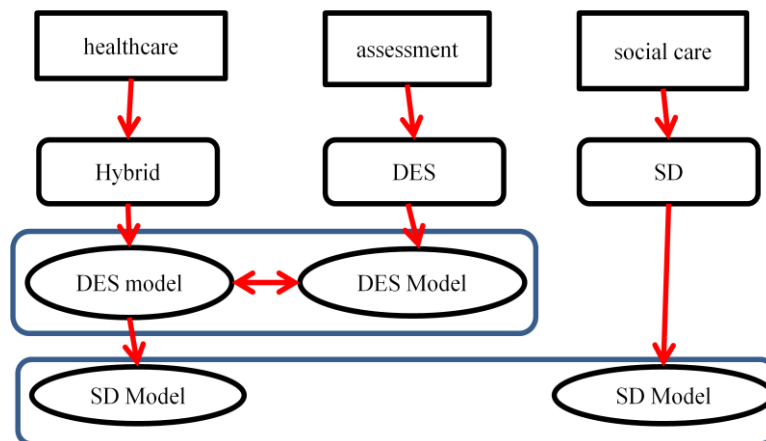 healthcare
assessment
social care
Hybrid
DES
SD
DES model
DES Model
SD Model
SD Model